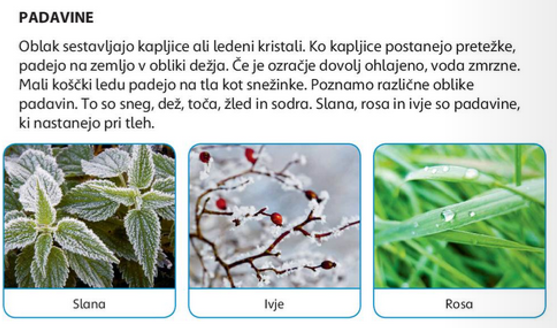 PADAVINE
Oblak sestavljajo kapljice ali ledeni kristali. Ko kapljice postanejo pretežke,
padejo na zemljo v obliki dežja. Če je ozračje dovolj ohlajeno, voda zmrzne.
Mali koščki ledu padejo na tla kot snežinke. Poznamo različne oblike
padavin. To so sneg, dež, toča, žled in sodra. Slana, rosa in ivje so padavine,
ki nastanejo pri tleh.
Slana
Ivje
Rosa